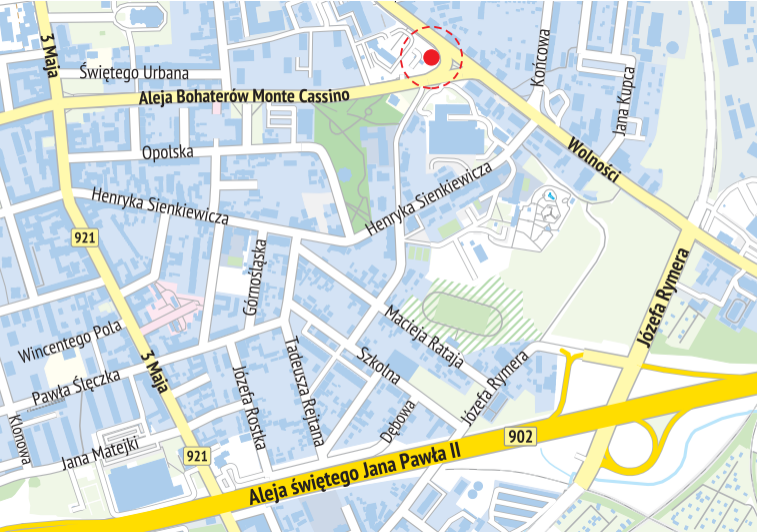 3 Maja
Świętego Urbana
Aleja Bohaterów Monte Cassino
Końcowa
Jana Kupca
Wolności
Opolska
Henryka Sienkiewicza
Henryka Sienkiewicza
921
Górnośląska
Józefa Rymera
Macieja Rataja
Wincentego Pola
3 Maja
Tadeusza Rejtana
Szkolna
Józefa Rymera
Pawła Ślęczka
Józefa Rostka
Dębowa
Klonowa
Jana Matejki
921
902
Aleja świętego Jana Pawła II